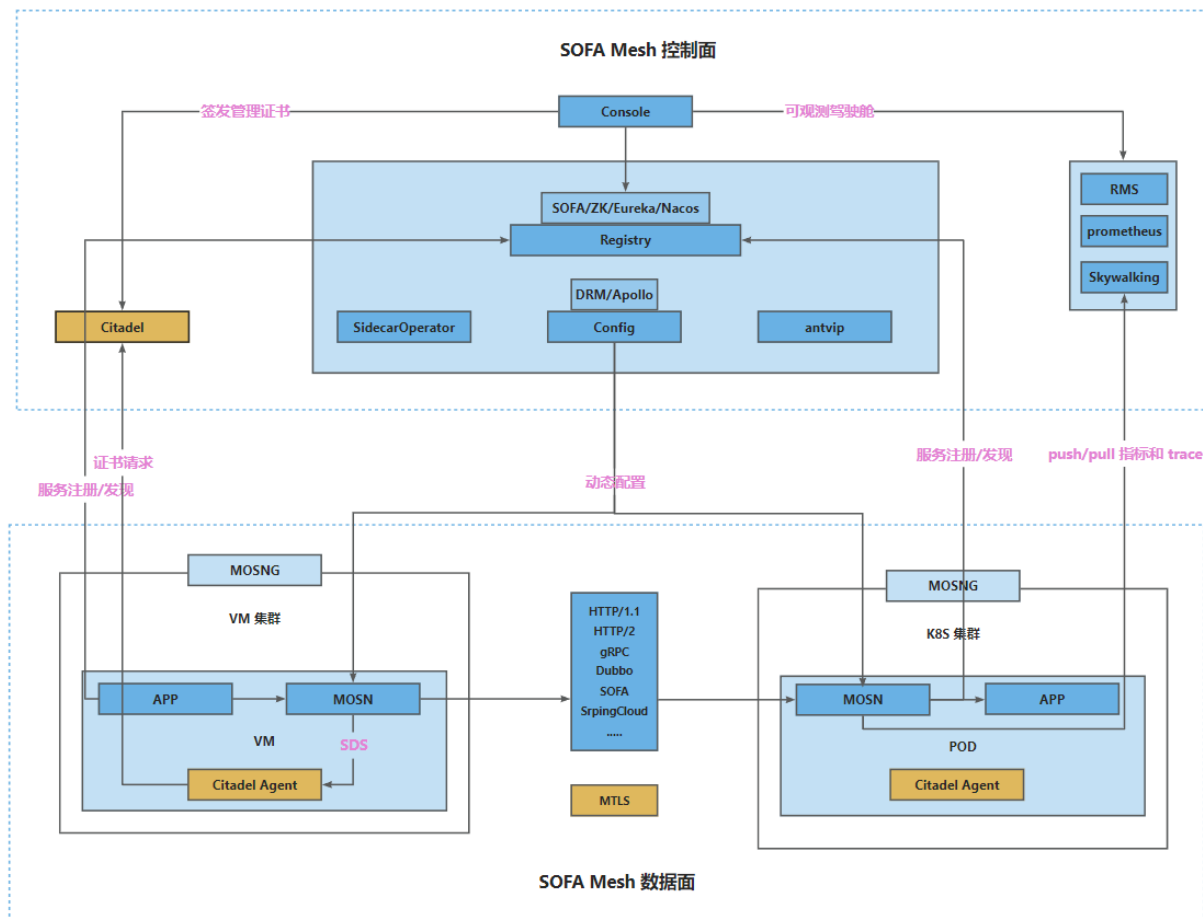 SOFA Mesh 控制面
签发管理证书
Console
可观测驾驶舱
SOFA/ZK/Eureka/Nacos
Registry
RMS
prometheus
Skywalking
DRM/Apollo
Citadel
SidecarOperator
Config
antvip
证书请求
服务注册/发现
动态配置
服务注册/发现
push/pull 指标和 trace
MOSNG
VM 集群
APP
MOSN
VM
SDS
Citadel Agent
HTTP/1.1
HTTP/2
gRPC
Dubbo
SOFA
SrpingCloud
.....
MTLS
MOSNG
K8S 集群
MOSN
APP
POD
Citadel Agent
SOFA Mesh 数据面